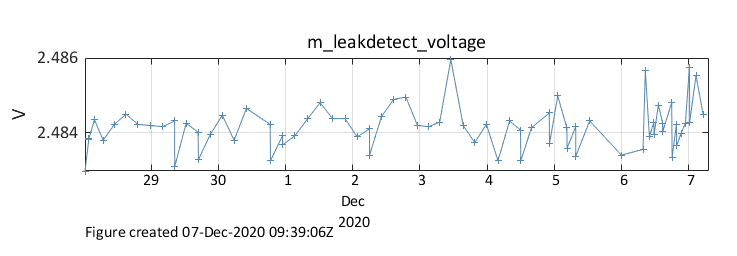 m_leakdetect_voltage
2.486
2.484
V
29 30 1 2 3 4 5 6 7
Dec
2020
Figure created 07-Dec-2020 09:39:06Z